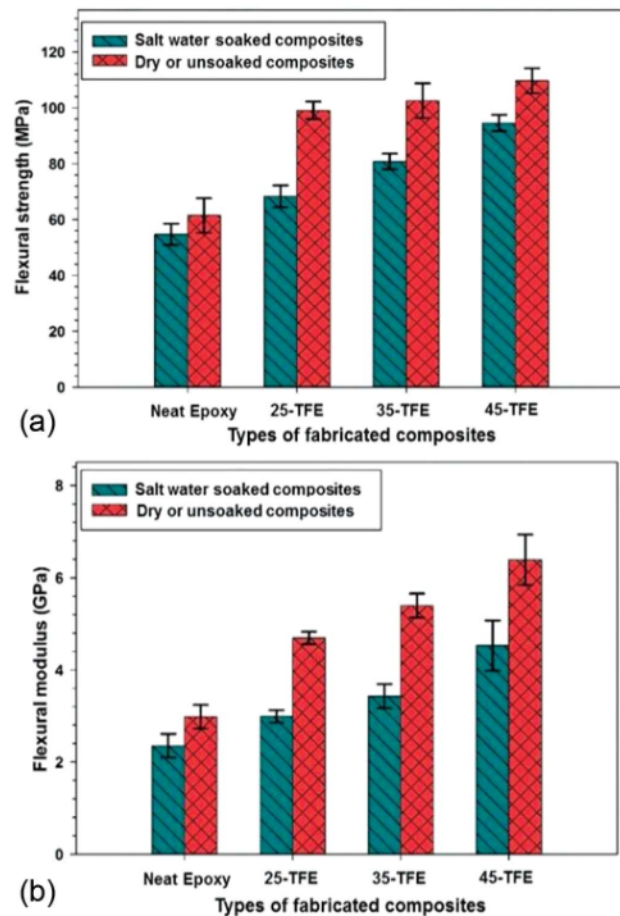 Salt water soaked composites
Dry or unsoaked composites
Flexural strength (MPa)
120
100
80
60
40
20
0
Neat Epoxy 25-TFE 35-TFE 45-TFE
Types of fabricated composites
(a)
Salt water soaked composites
Dry or unsoaked composites
Flexural modulus (GPa)
8
6
4
2
0
Neat Epoxy 25-TFE 35-TFE 45-TFE
Types of fabricated composites
(b)